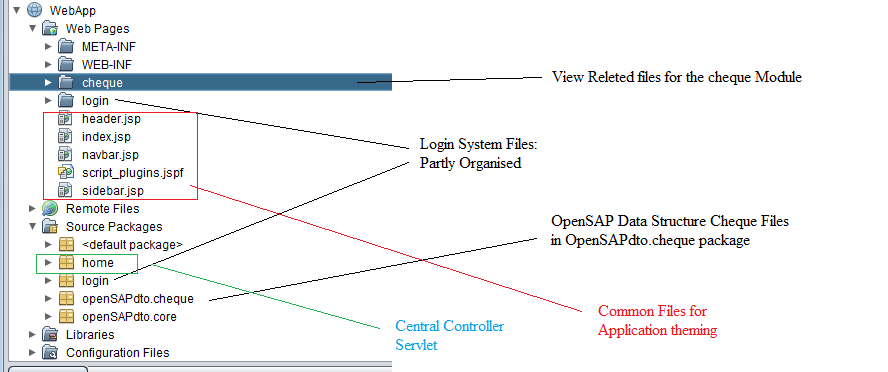 WebApp
Web Pages
META-INF
WEB-INF
cheque
login
header.jsp
index.jsp
navbar.jsp
script_plugins.jspf
sidebar.jsp
Remote Files
Source Packages
<default package>
home
login
openSAPdto.cheque
openSAPdto.core
Libraries
Configuration Files
View Releted files for the cheque Module
Login System Files:
Partly Organised
OpenSAP Data Structure Cheque Files
in OpenSAPdto.cheque package
Common Files for
Application theming
Central Controller
Servlet